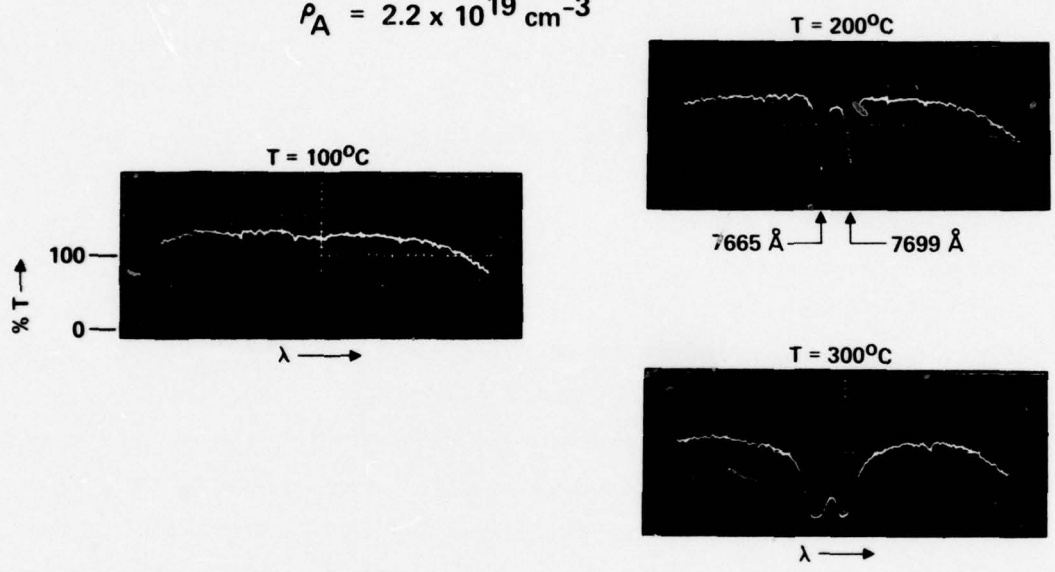 ρA = 2.2 x 10^19 cm^-3
T = 100°C
100
% T
0
λ
T = 200°C
7665 Å
7699 Å
T = 300°C
λ